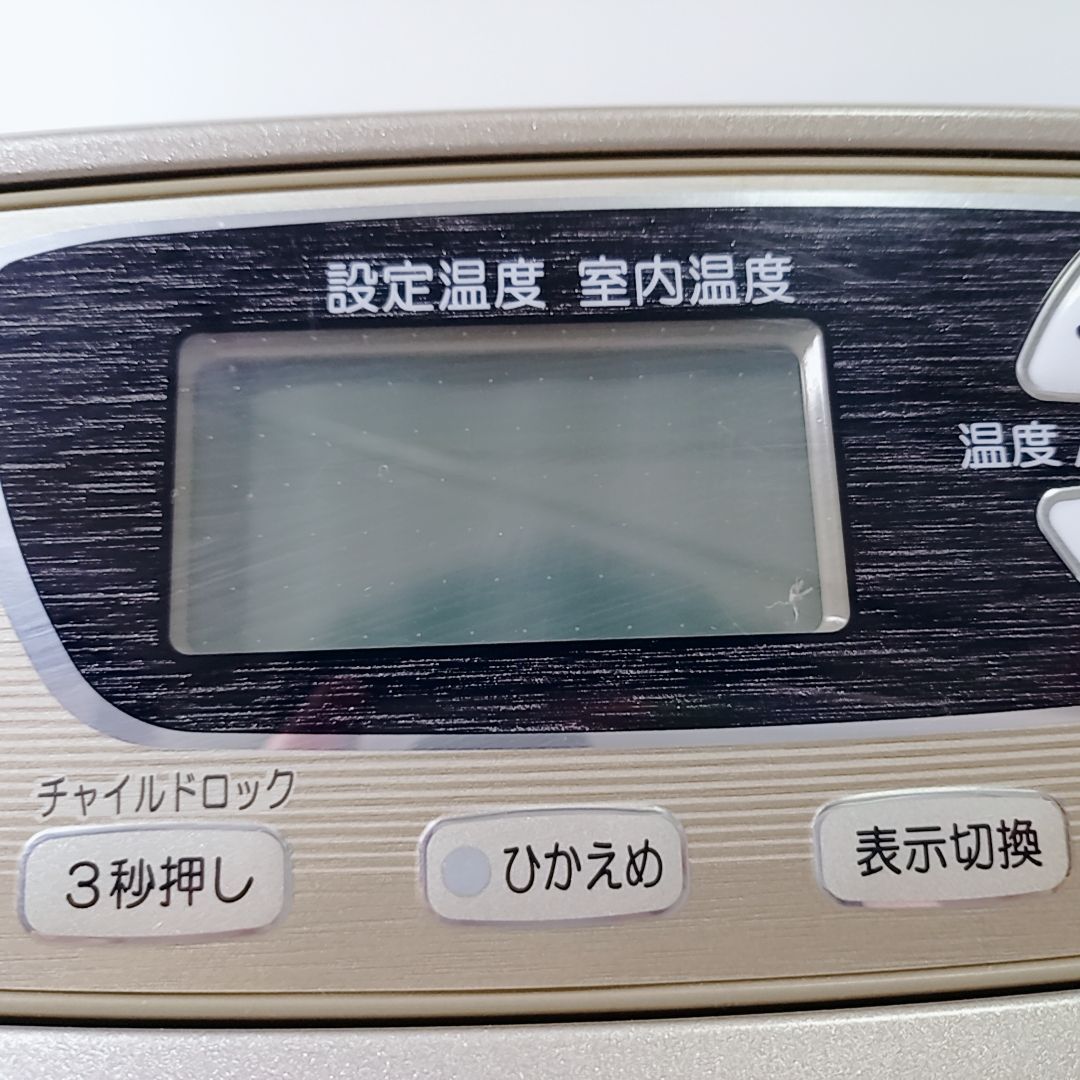 設定温度 室内温度
温度
チャイルドロック
3秒押し
ひかえめ
表示切換